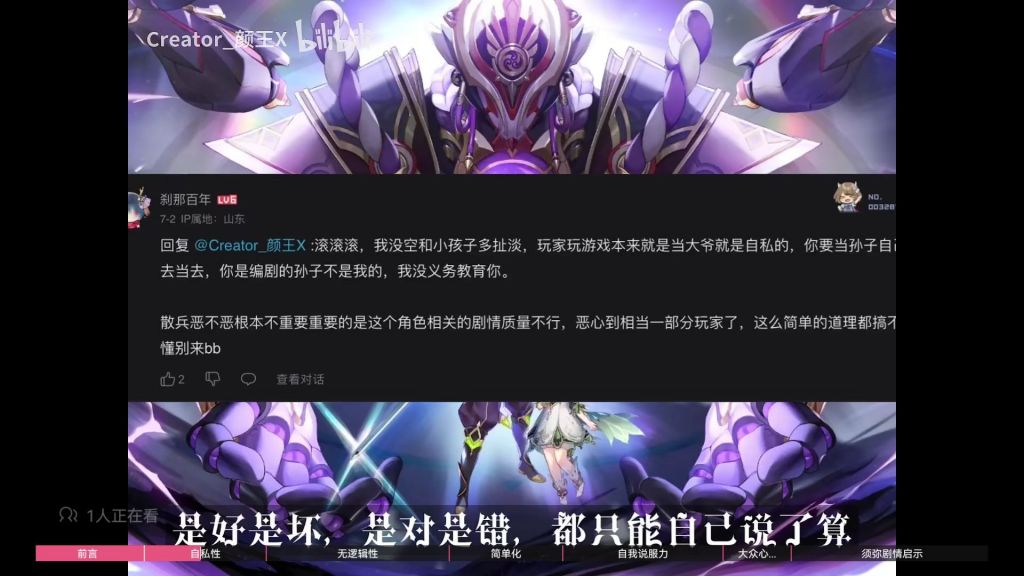 Creator_颜王X bilibili
刹那百年 LV6
7-2 IP属地：山东
NO.
003287
回复 @Creator_颜王X :滚滚滚，我没空和小孩子多扯淡，玩家玩游戏本来就是当大爷就是自私的，你要当孙子自己
去当去，你是编剧的孙子不是我的，我没义务教育你。
散兵恶不恶根本不重要重要的是这个角色相关的剧情质量不行，恶心到相当一部分玩家了，这么简单的道理都搞不
懂别来bb
2 查看对话
1人正在看
是好是坏，是对是错，都只能自己说了算
前言 自私性 无逻辑性 简单化 自我说服力 大众心... 须弥剧情启示